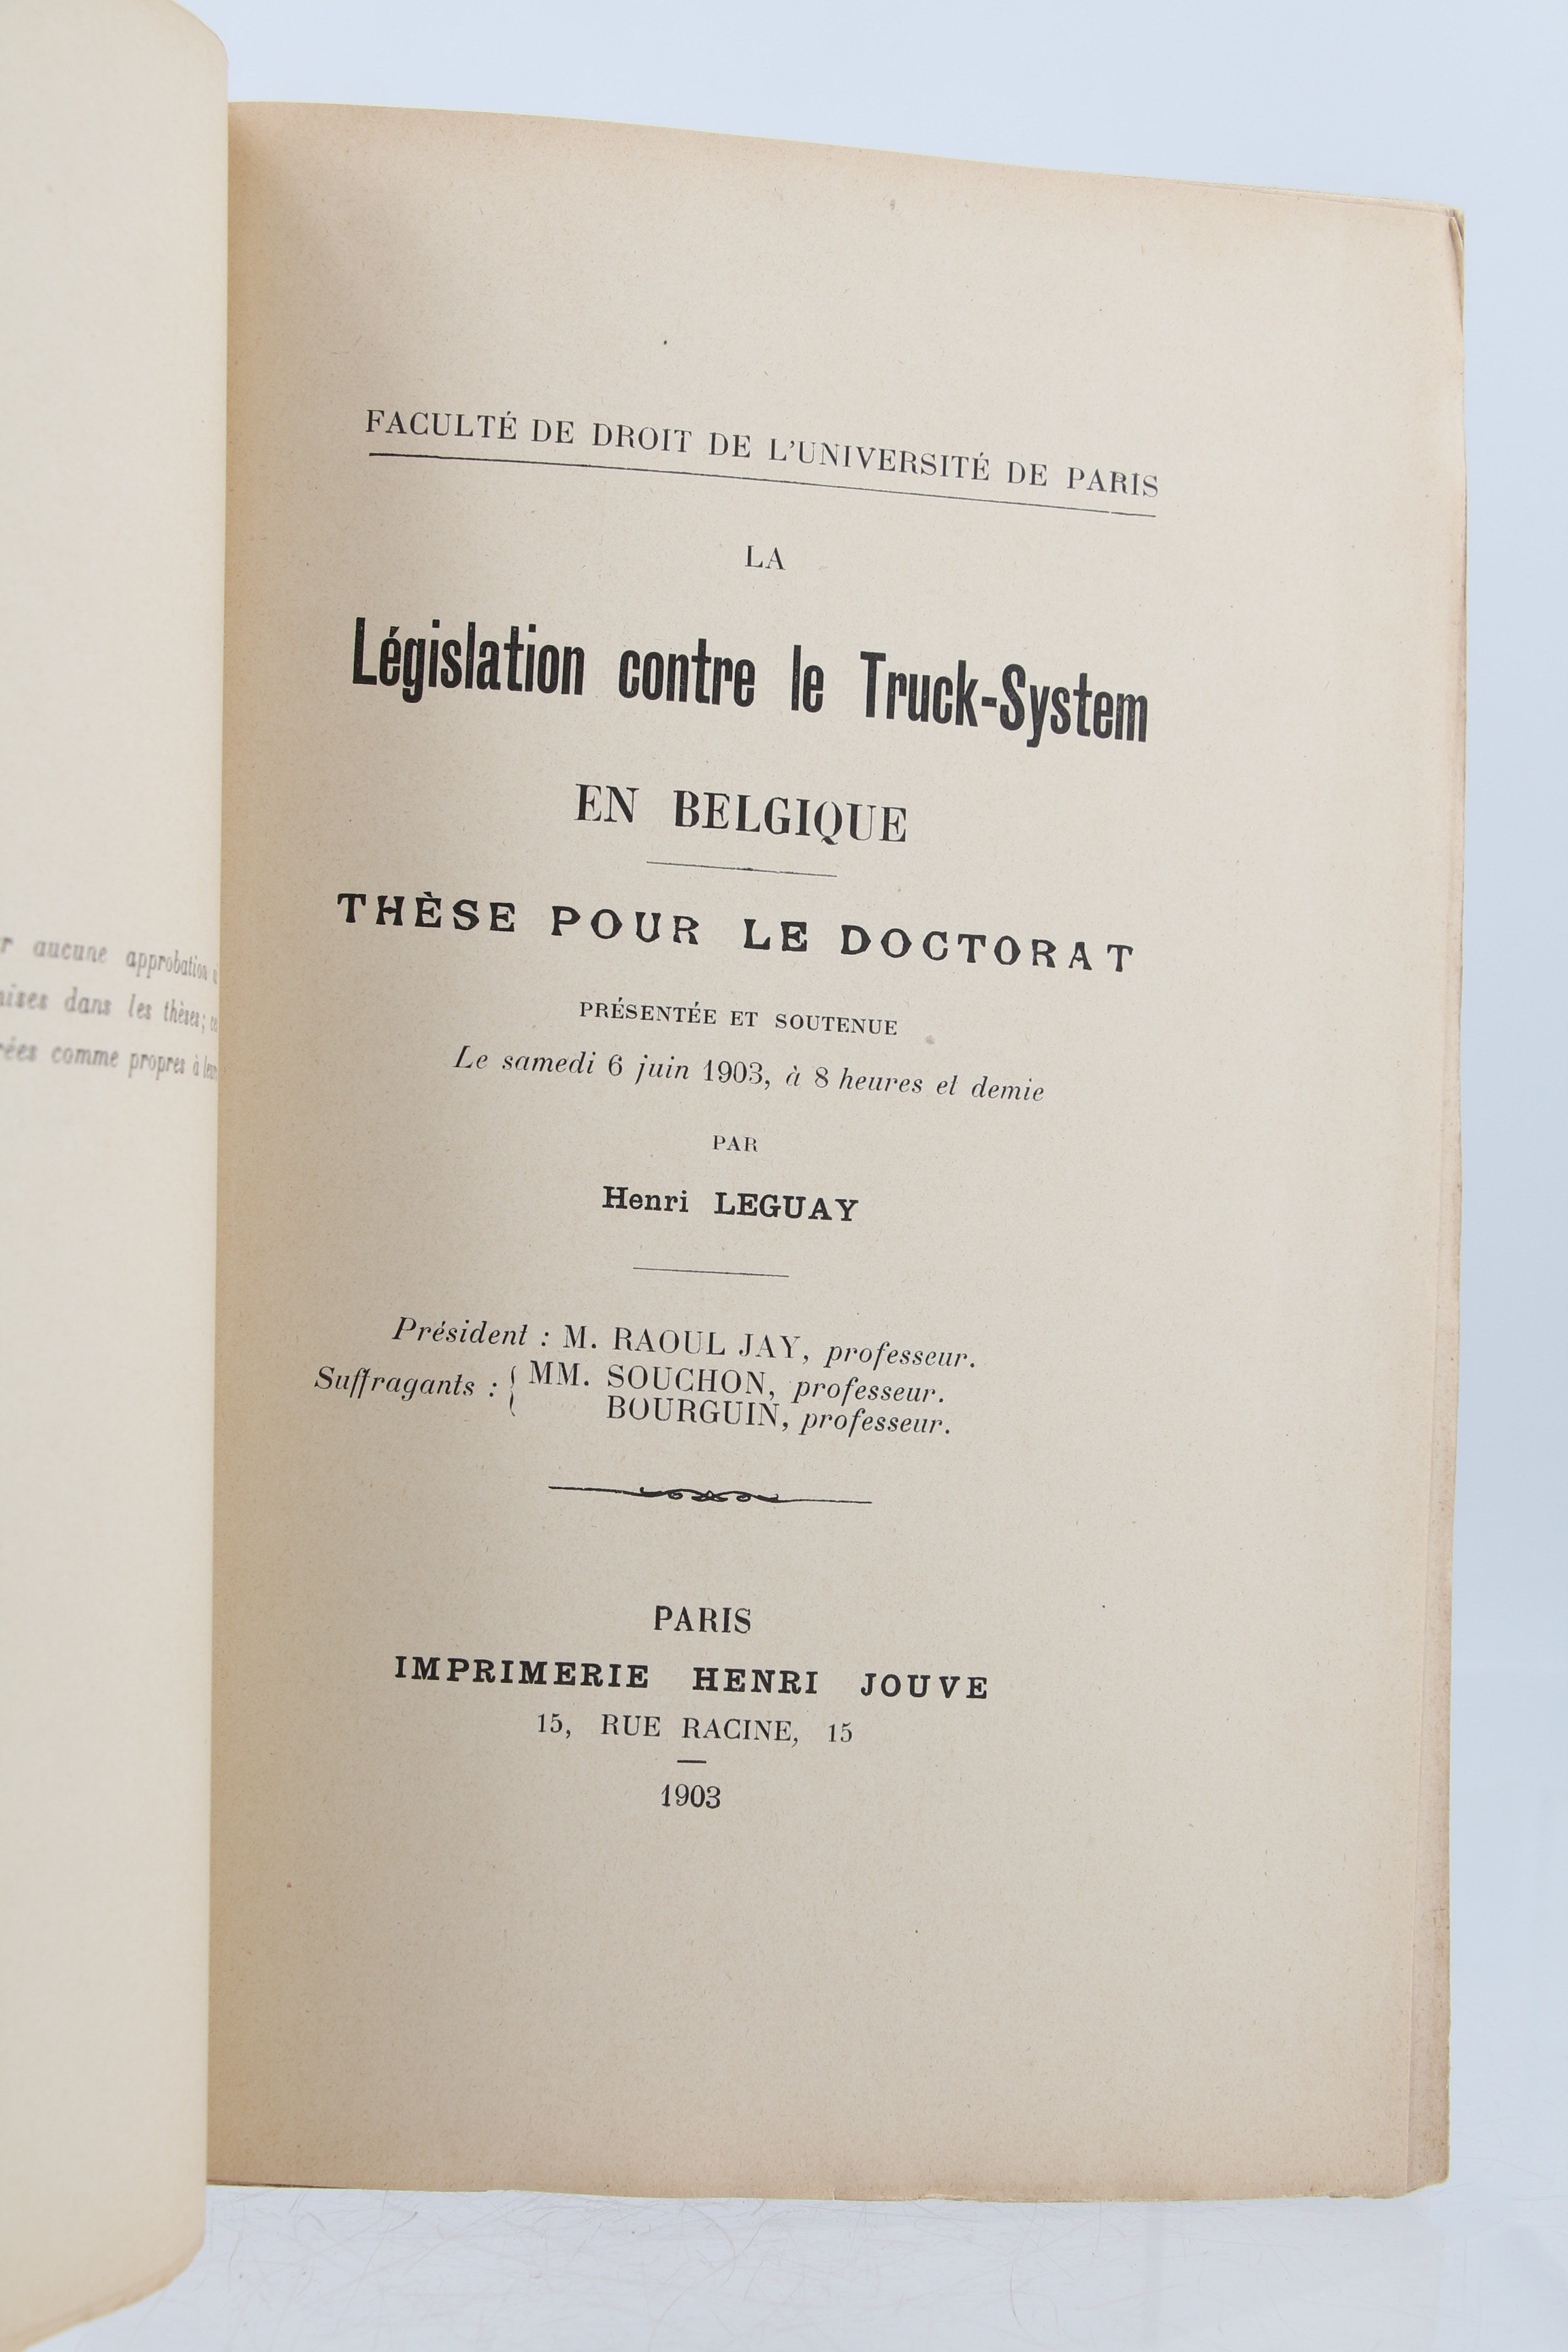 aucune approbation
dans les thèses;
comme propres à
FACULTÉ DE DROIT DE L'UNIVERSITÉ DE PARIS
LA
Législation contre le Truck-System
EN BELGIQUE
THÈSE POUR LE DOCTORAT
PRÉSENTÉE ET SOUTENUE
Le samedi 6 juin 1903, à 8 heures et demie
PAR
Henri LEGUAY
Président : M. RAOUL JAY, professeur.
Suffragants : { MM. SOUCHON, professeur.
BOURGUIN, professeur.
PARIS
IMPRIMERIE HENRI JOUVE
15, RUE RACINE, 15
1903